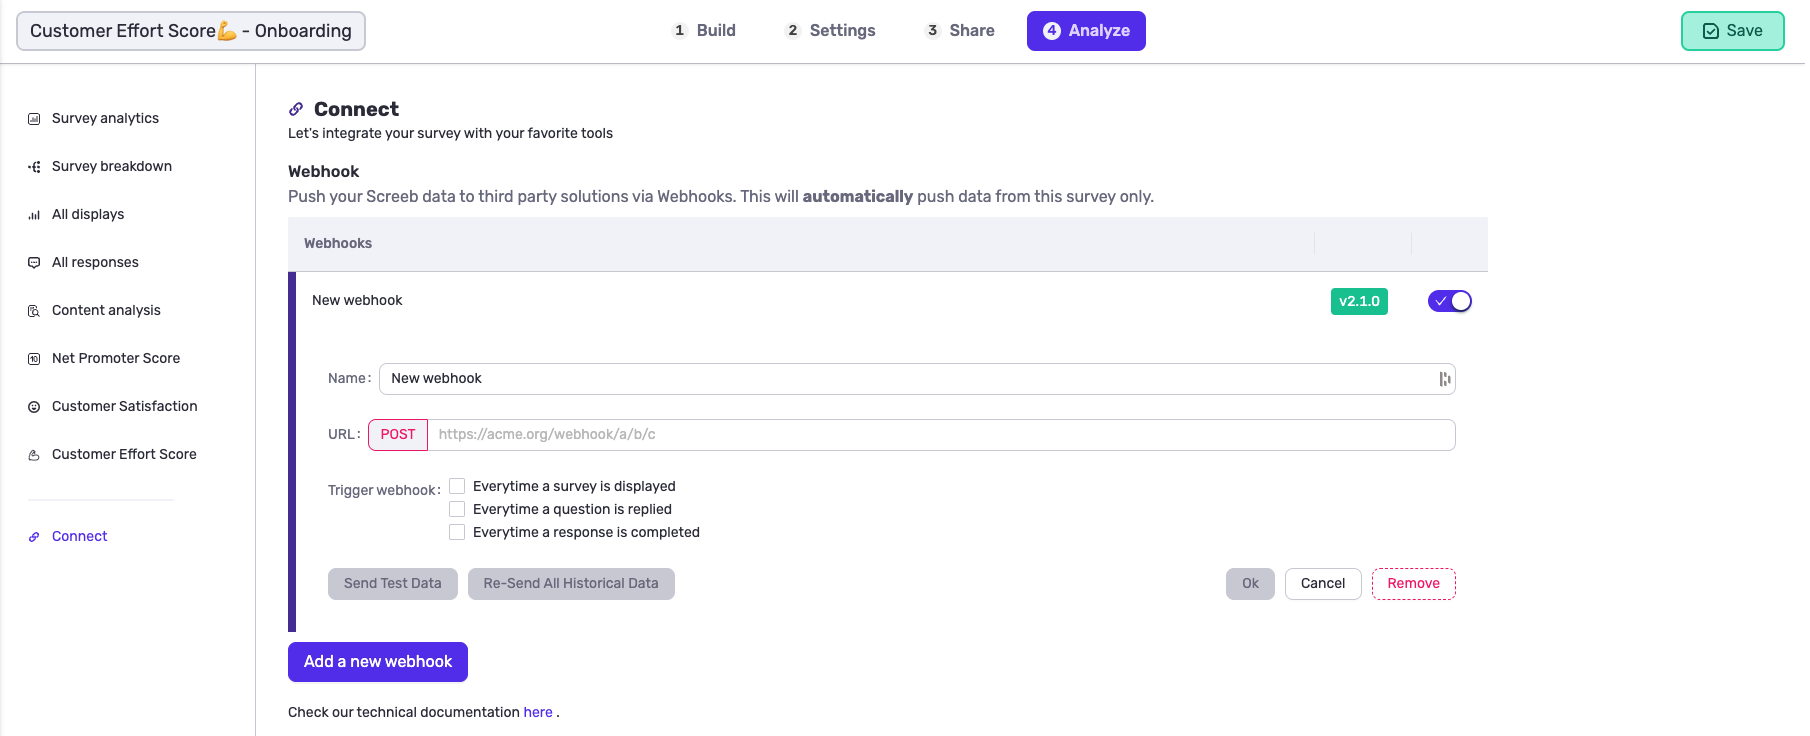 Customer Effort Score💪 - Onboarding
1 Build
2 Settings
3 Share
4 Analyze
Save
Survey analytics
Survey breakdown
All displays
All responses
Content analysis
10 Net Promoter Score
Customer Satisfaction
Customer Effort Score
Connect
Connect
Let's integrate your survey with your favorite tools
Webhook
Push your Screeb data to third party solutions via Webhooks. This will automatically push data from this survey only.
Webhooks
New webhook
v2.1.0
Name: New webhook
URL: POST https://acme.org/webhook/a/b/c
Trigger webhook: Everytime a survey is displayed
Everytime a question is replied
Everytime a response is completed
Send Test Data
Re-Send All Historical Data
Ok
Cancel
Remove
Add a new webhook
Check our technical documentation here .